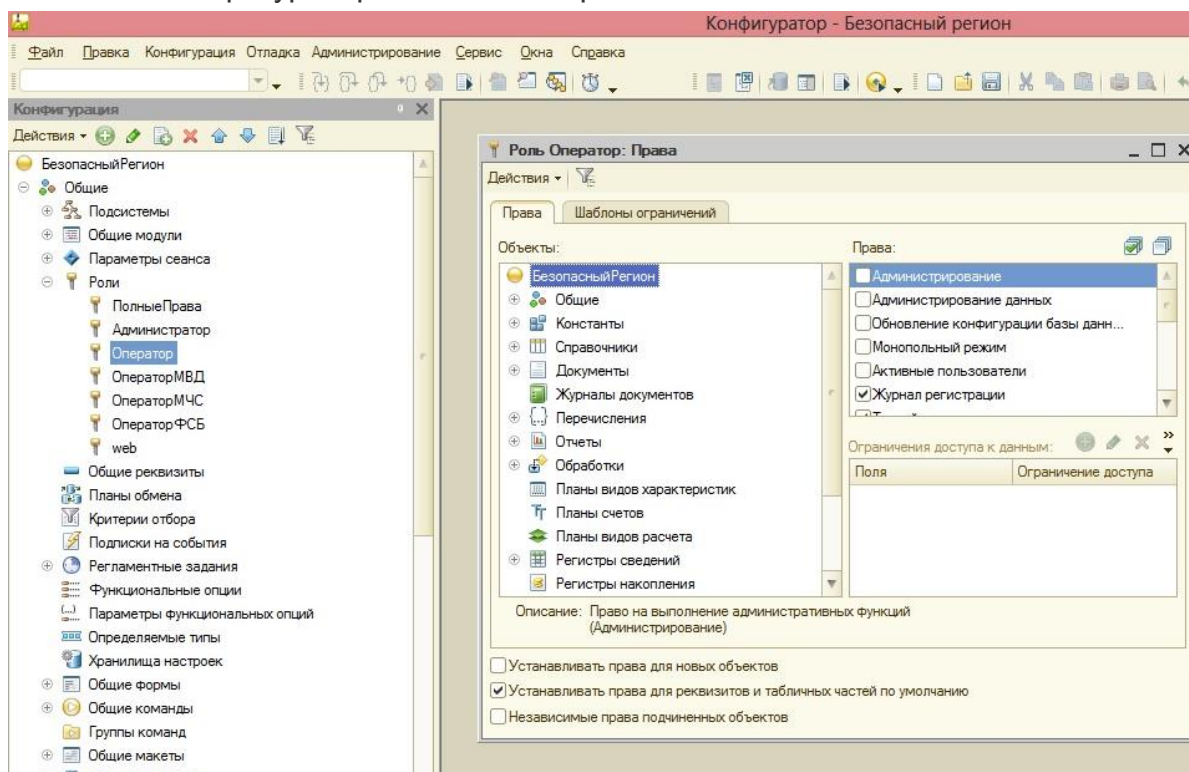 Конфигуратор - Безопасный регион
Файл Правка Конфигурация Отладка Администрирование Сервис Окна Справка
Конфигурация
Действия
БезопасныйРегион
Общие
Подсистемы
Общие модули
Параметры сеанса
Роли
ПолныеПрава
Администратор
Оператор
ОператорМВД
ОператорМЧС
ОператорФСБ
web
Общие реквизиты
Планы обмена
Критерии отбора
Подписки на события
Регламентные задания
Функциональные опции
Параметры функциональных опций
Определяемые типы
Хранилища настроек
Общие формы
Общие команды
Группы команд
Общие макеты
Роль Оператор: Права
Действия
Права Шаблоны ограничений
Объекты:
БезопасныйРегион
Общие
Константы
Справочники
Документы
Журналы документов
Перечисления
Отчеты
Обработки
Планы видов характеристик
Планы счетов
Планы видов расчета
Регистры сведений
Регистры накопления
Права:
Администрирование
Администрирование данных
Обновление конфигурации базы данн...
Монопольный режим
Активные пользователи
Журнал регистрации
Ограничения доступа к данным:
Поля Ограничение доступа
Описание: Право на выполнение административных функций
(Администрирование)
Устанавливать права для новых объектов
Устанавливать права для реквизитов и табличных частей по умолчанию
Независимые права подчиненных объектов